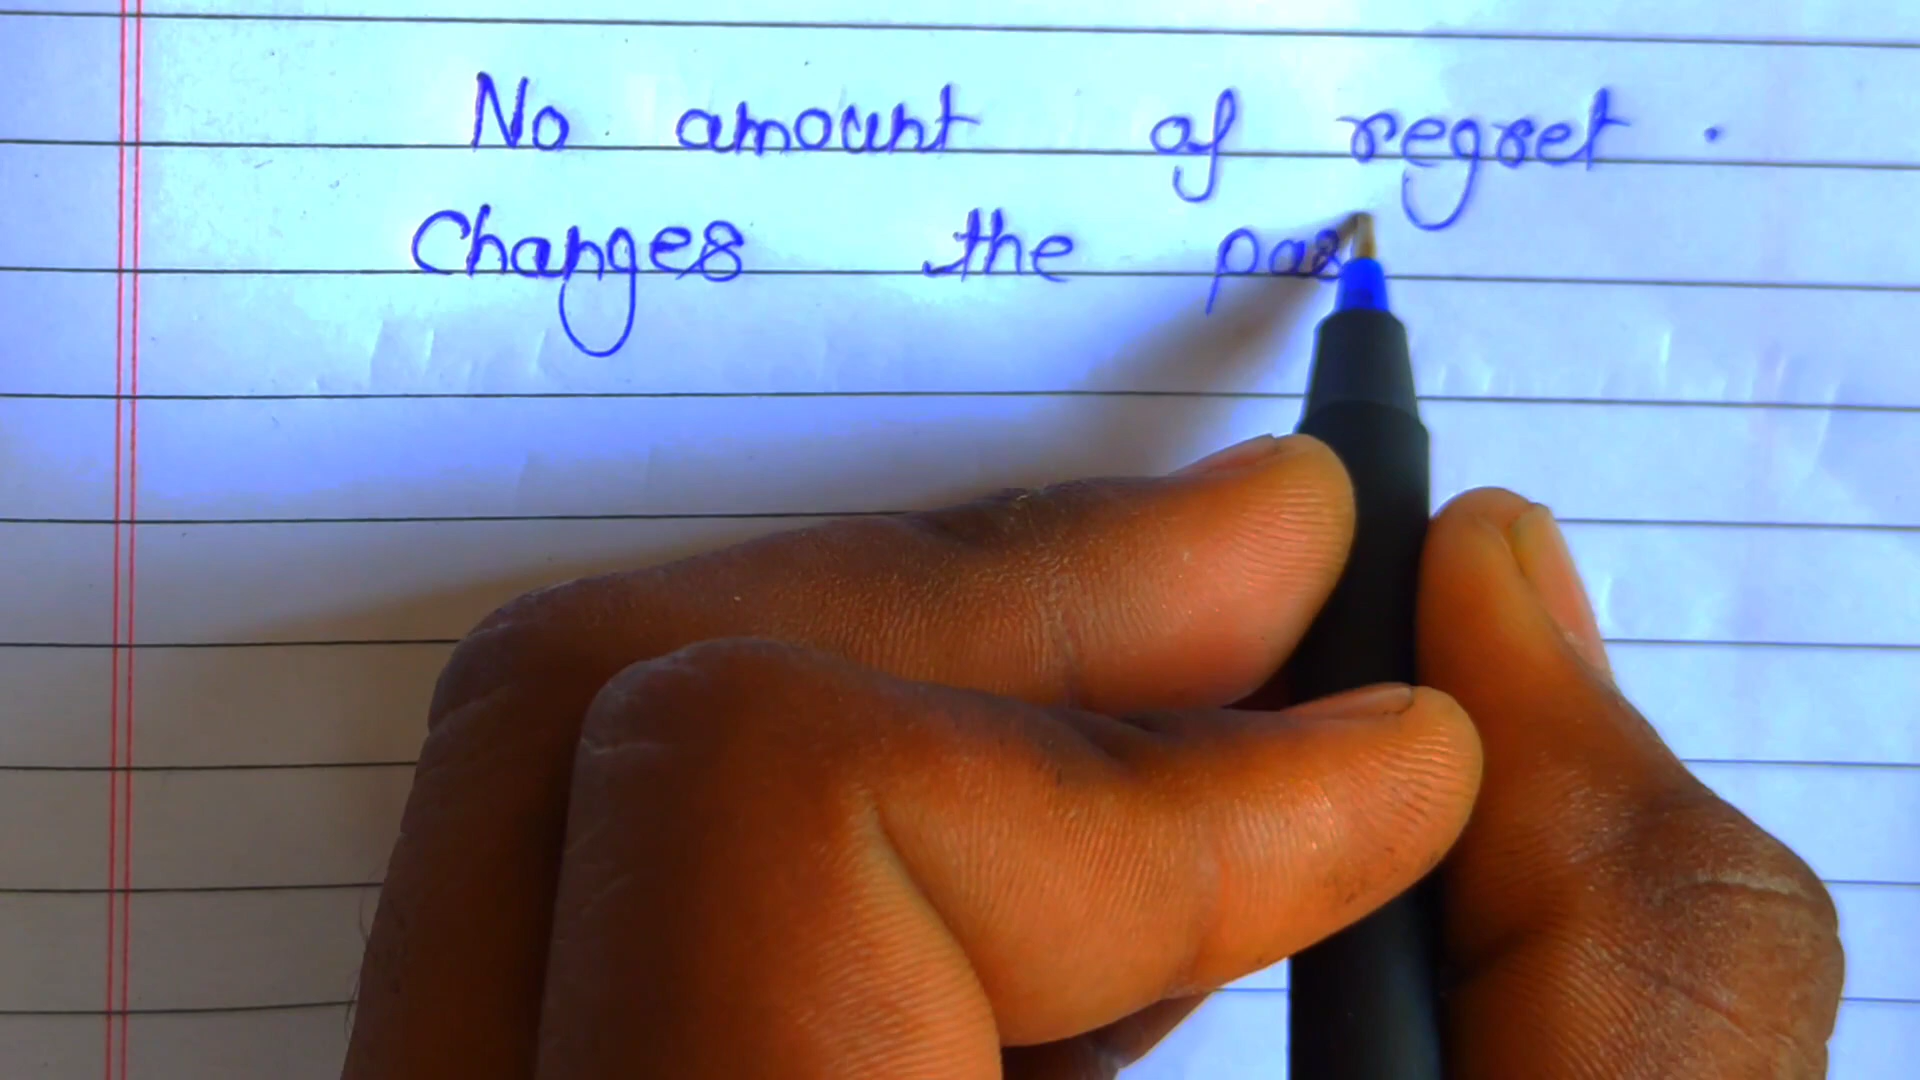 No amount of regret.
Changes the pas